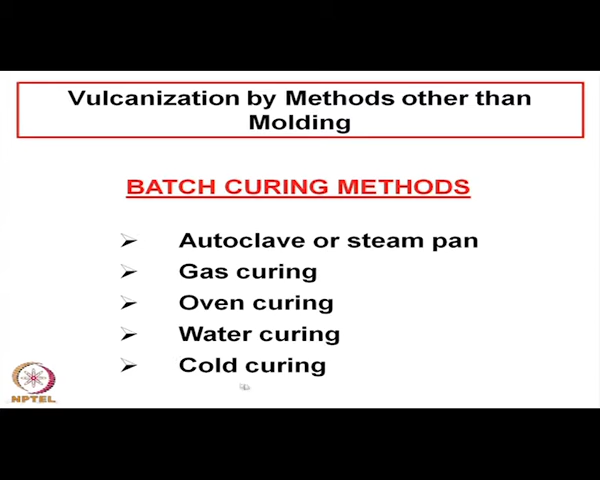 Vulcanization by Methods other than
Molding
BATCH CURING METHODS
Autoclave or steam pan
Gas curing
Oven curing
Water curing
Cold curing
NPTEL